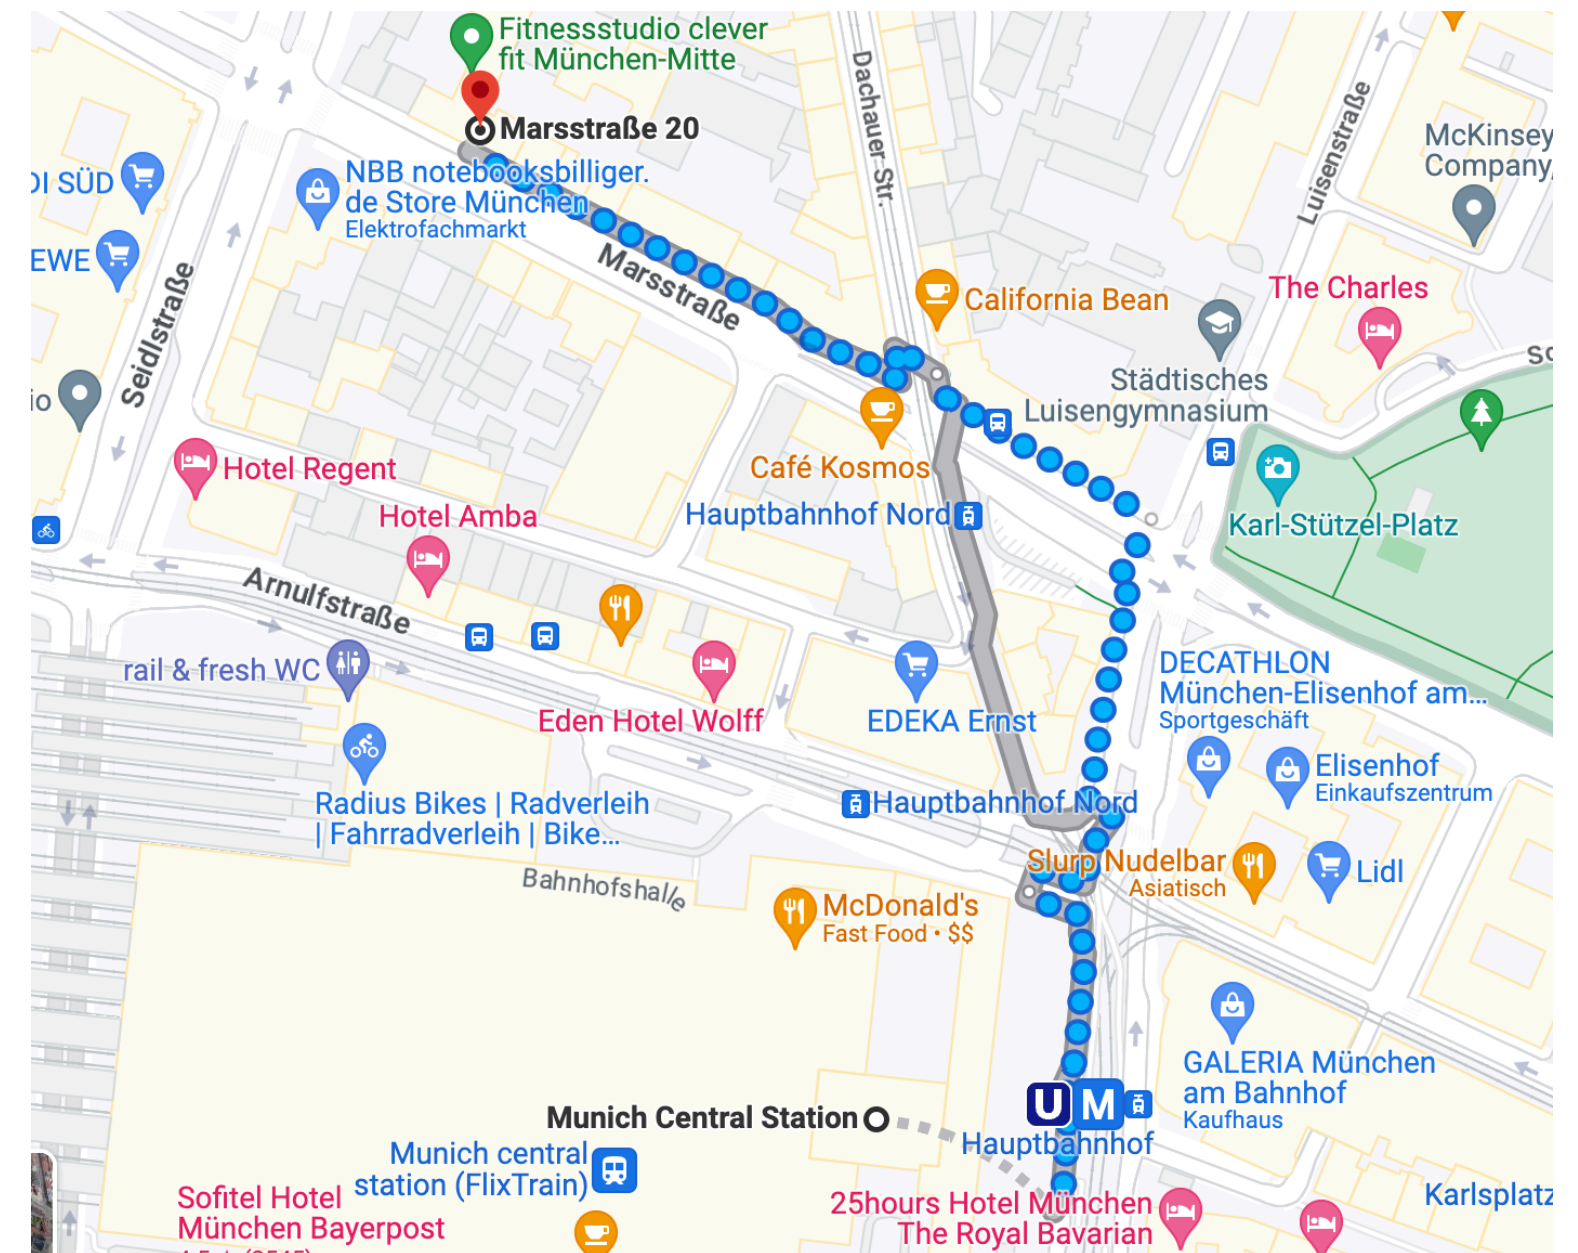 Fitnessstudio clever
fit München-Mitte
Dachauer Str.
Luisenstraße
Marsstraße 20
McKinsey
Company,
DI SÜD
NBB notebooksbilliger.
de Store München
Elektrofachmarkt
EWE
Marsstraße
Seidlstraße
California Bean
The Charles
Städtisches
Luisengymnasium
io
Café Kosmos
Hotel Regent
Hauptbahnhof Nord
Hotel Amba
Karl-Stützel-Platz
Arnulfstraße
rail & fresh WC
DECATHLON
München-Elisenhof am...
Sportgeschäft
Eden Hotel Wolff
EDEKA Ernst
Elisenhof
Einkaufszentrum
Radius Bikes | Radverleih
| Fahrradverleih | Bike...
Hauptbahnhof Nord
Slurp Nudelbar
Asiatisch
Lidl
Bahnhofshalle
McDonald's
Fast Food • $$
GALERIA München
am Bahnhof
Kaufhaus
U M
Munich Central Station
Hauptbahnhof
Munich central
station (FlixTrain)
Sofitel Hotel
München Bayerpost
25hours Hotel München
The Royal Bavarian
Karlsplatz